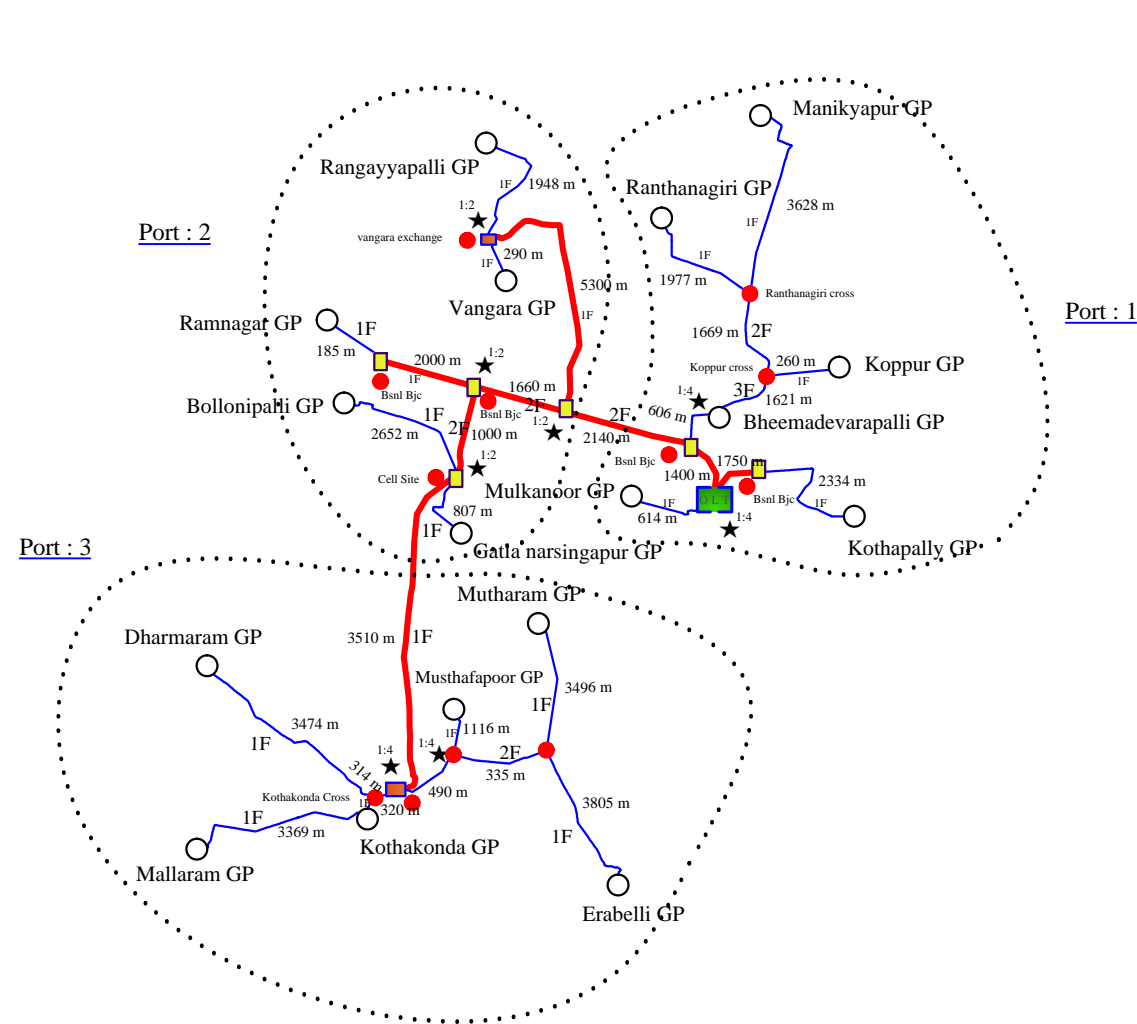 Manikyapur GP
Rangayyapalli GP
1F
1948 m
Ranthanagiri GP
1:2
3628 m
1F
Port : 2
vangara exchange
290 m
1F
1F
1977 m
5300 m
Ranthanagiri cross
Vangara GP
Port : 1
Ramnagar GP
1F
1F
185 m
2000 m
1:2
1669 m
2F
1F
Koppur cross
260 m
Koppur GP
1F
Bsnl Bjc
1660 m
1:4
3F
1621 m
Bollonipalli GP
1F
Bsnl Bjc
2F
1:2
2F
606 m
Bheemadevarapalli GP
2652 m
2F
1000 m
2140 m
Bsnl Bjc
1:2
1750 m
1400 m
Cell Site
2334 m
Mulkanoor GP
OLT
Bsnl Bjc
807 m
1F
614 m
1F
1:4
1F
Gatla narsingapur GP
Kothapally GP
Port : 3
Mutharam GP
Dharmaram GP
3510 m
1F
Musthafapoor GP
3496 m
1F
3474 m
1F
1F
1116 m
1:4
1:4
2F
314 m
335 m
Kothakonda Cross
490 m
1F
320 m
3805 m
1F
3369 m
1F
Kothakonda GP
Mallaram GP
Erabelli GP